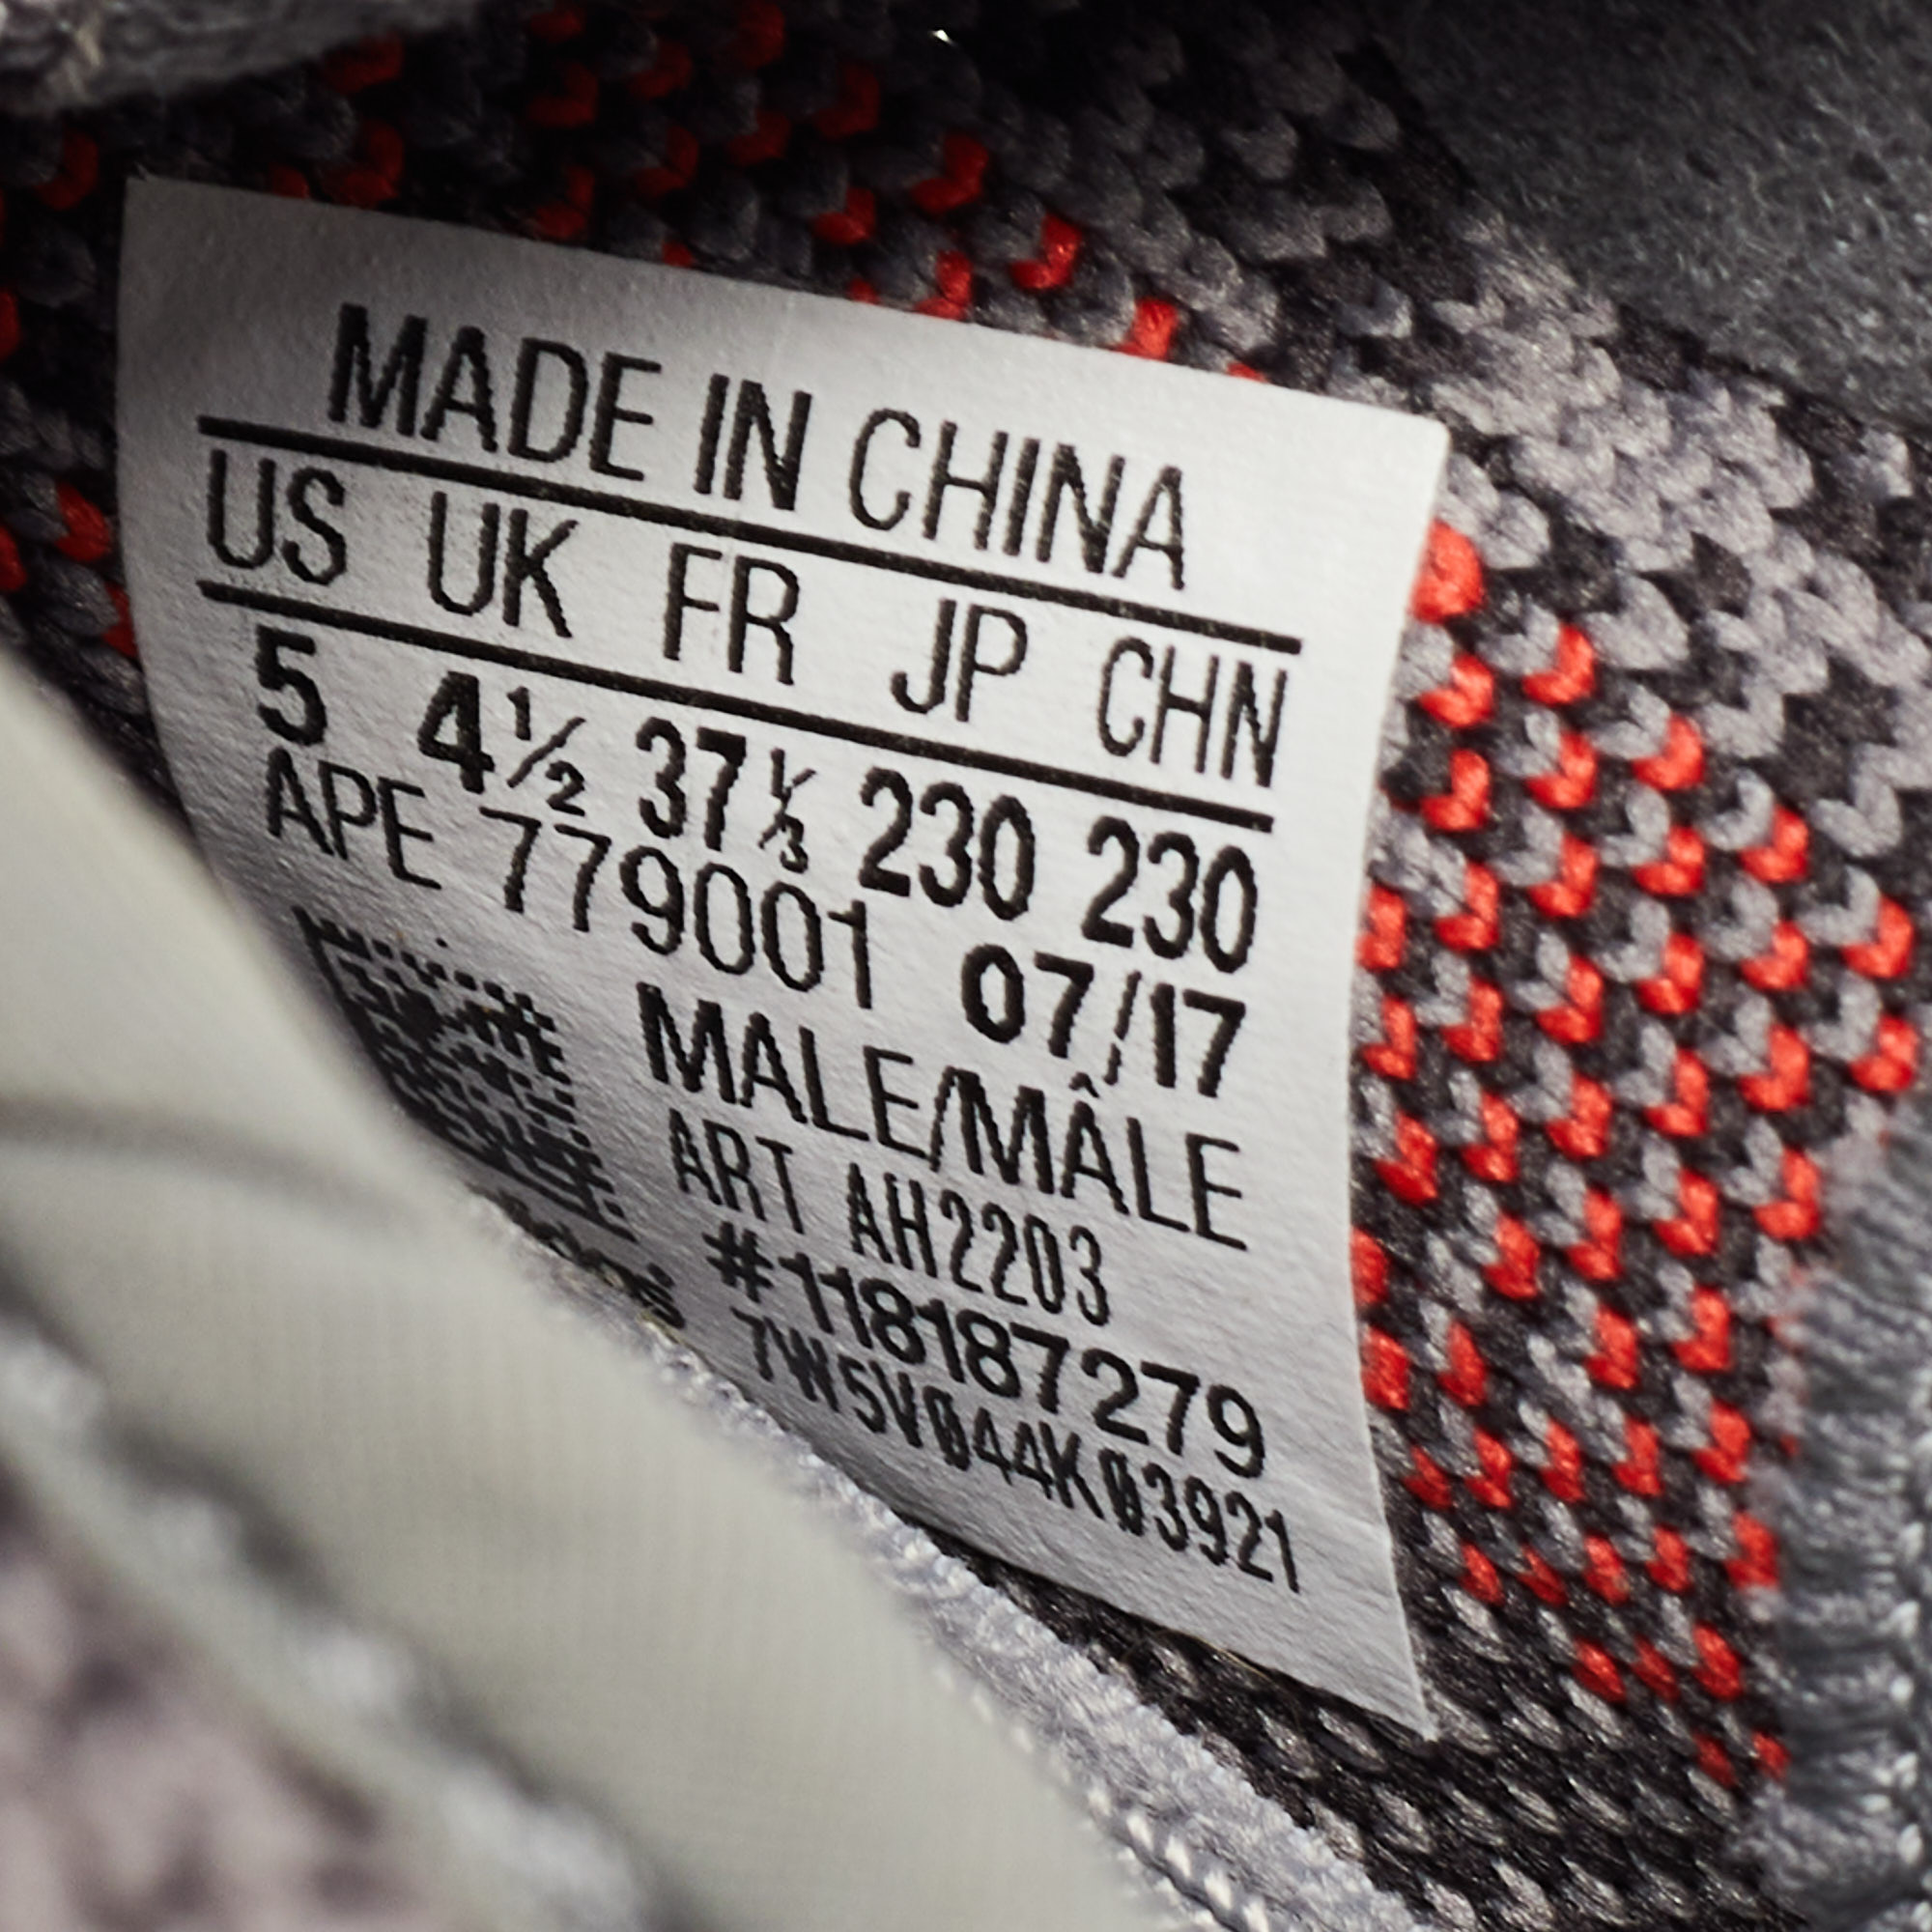 MADE IN CHINA
US UK FR JP CHN
5 4½ 37⅓ 230 230
APE 779001 07/17
MALE/MÂLE
ART AH2203
#118187279
7W5V044K03921